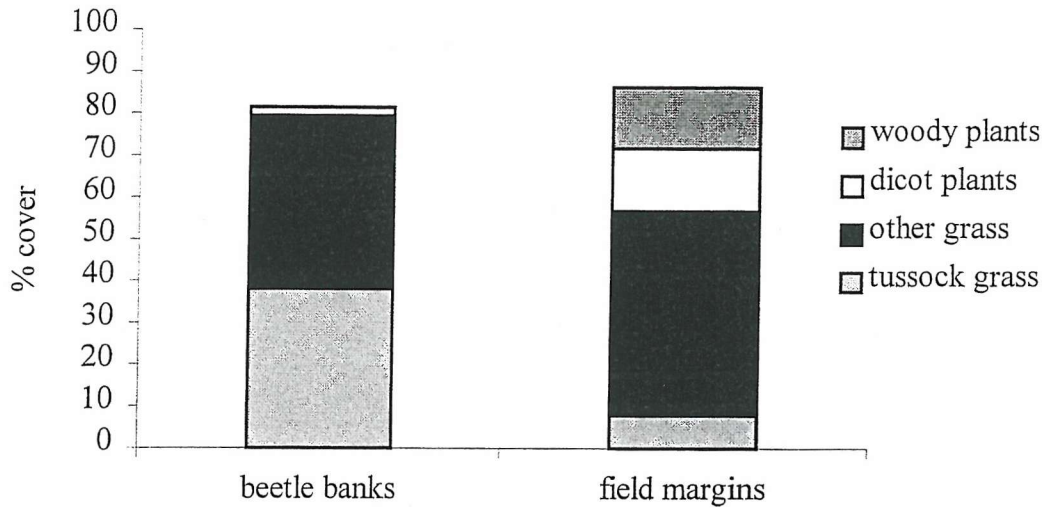 100
90
80
70
60
50
40
30
20
10
0
% cover
beetle banks
field margins
woody plants
dicot plants
other grass
tussock grass